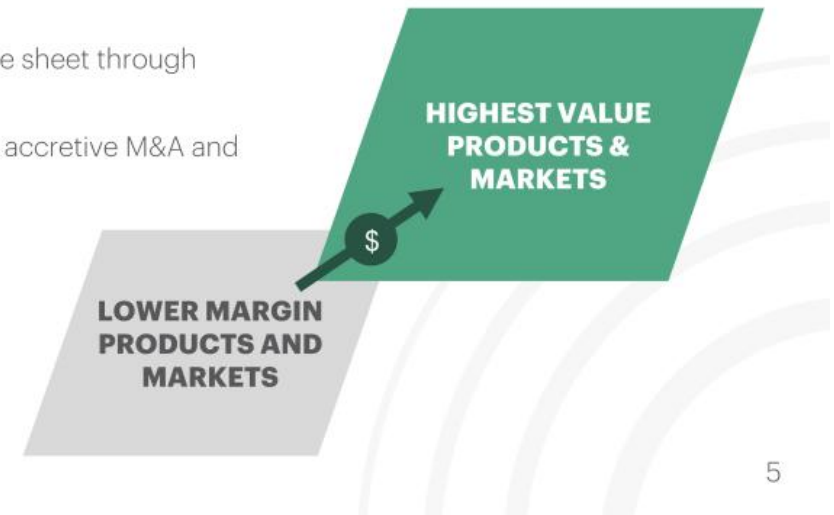 e sheet through
accretive M&A and
HIGHEST VALUE
PRODUCTS &
MARKETS
$
LOWER MARGIN
PRODUCTS AND
MARKETS
5